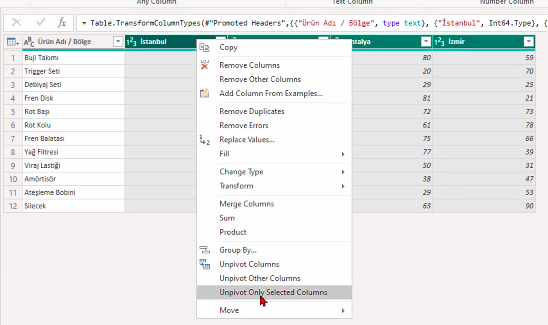 Any Column Text Column Number Column
= Table.TransformColumnTypes(#"Promoted Headers",{{"Ürün Adı / Bölge", type text}, {"İstanbul", Int64.Type}, {
Ürün Adı / Bölge İstanbul ntalya İzmir
1 Buji Takımı 80 59
2 Trigger Seti 20 70
3 Debiyaj Seti 29 25
4 Fren Disk 81 21
5 Rot Başı 72 73
6 Rot Kolu 61 78
7 Fren Balatası 75 66
8 Yağ Filtresi 77 39
9 Viraj Lastiği 50 31
10 Amörtisör 38 47
11 Ateşleme Bobini 29 53
12 Silecek 63 90
Copy
Remove Columns
Remove Other Columns
Add Column From Examples...
Remove Duplicates
Remove Errors
Replace Values...
Fill
Change Type
Transform
Merge Columns
Sum
Product
Group By...
Unpivot Columns
Unpivot Other Columns
Unpivot Only Selected Columns
Move